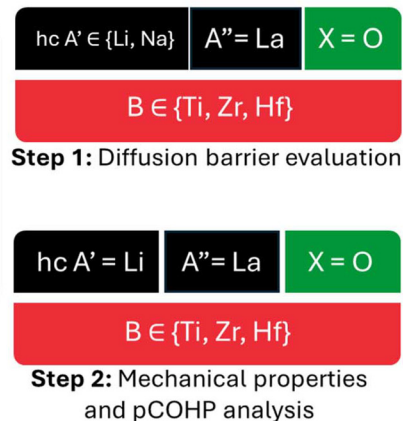 hc A' ∈ {Li, Na} A”= La X = O
B ∈ {Ti, Zr, Hf}
Step 1: Diffusion barrier evaluation
hc A' = Li A”= La X = O
B ∈ {Ti, Zr, Hf}
Step 2: Mechanical properties
and pCOHP analysis